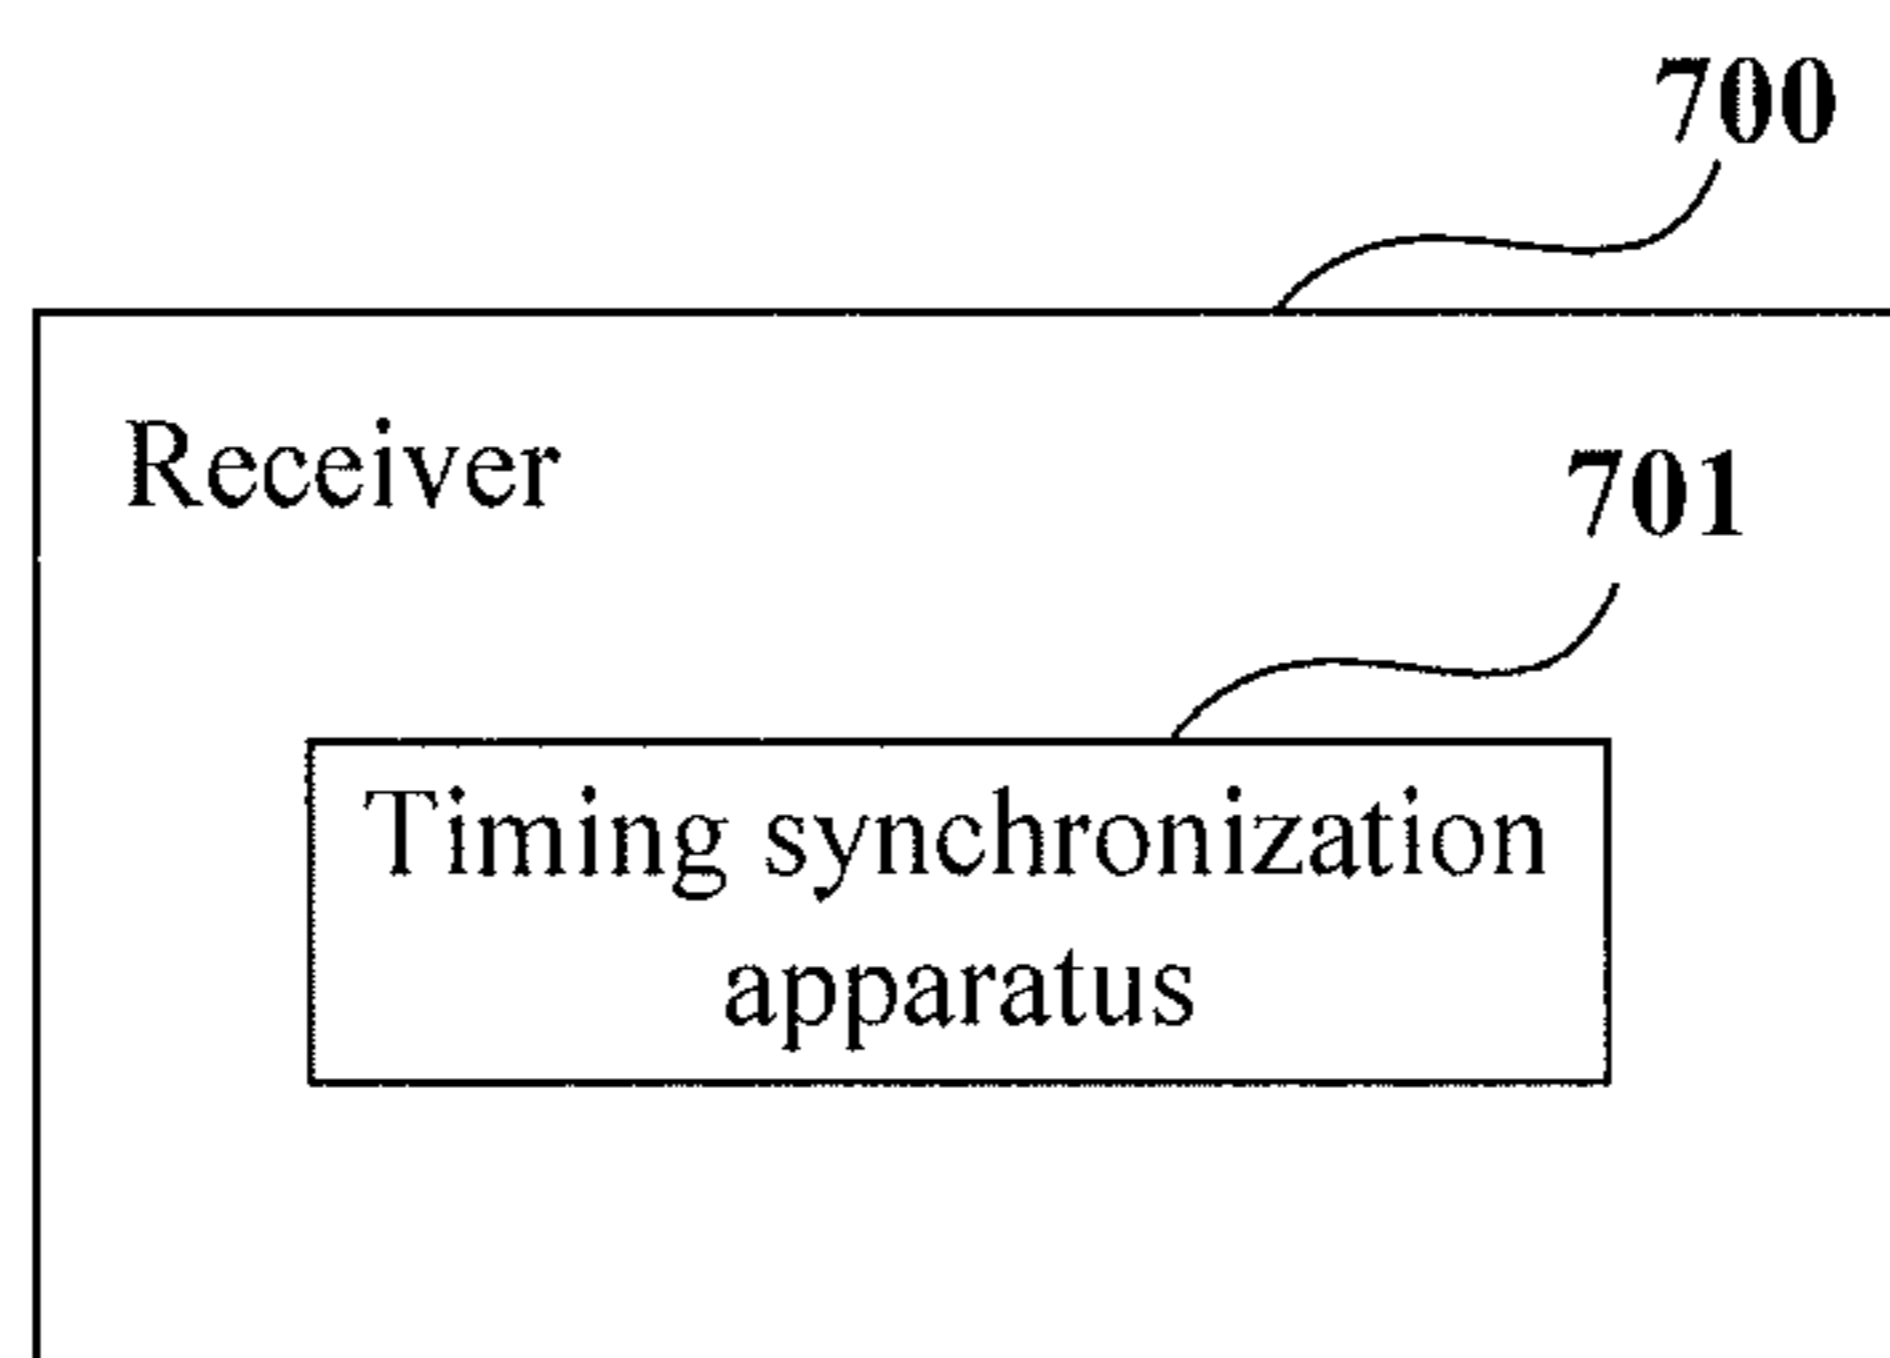 700
Receiver
701
Timing synchronization
apparatus